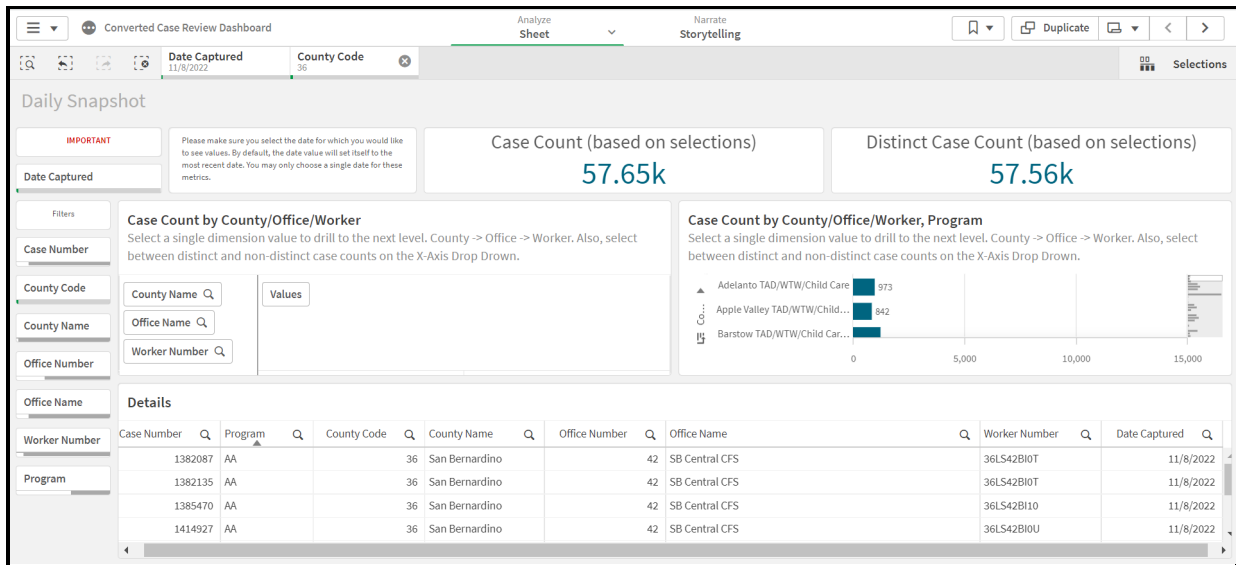 Converted Case Review Dashboard
Analyze
Sheet
Narrate
Storytelling
Duplicate
Date Captured
11/8/2022
County Code
36
Selections
Daily Snapshot
IMPORTANT
Date Captured
Please make sure you select the date for which you would like
to see values. By default, the date value will set itself to the
most recent date. You may only choose a single date for these
metrics.
Case Count (based on selections)
57.65k
Distinct Case Count (based on selections)
57.56k
Filters
Case Number
County Code
County Name
Office Number
Office Name
Worker Number
Program
Case Count by County/Office/Worker
Select a single dimension value to drill to the next level. County -> Office -> Worker. Also, select
between distinct and non-distinct case counts on the X-Axis Drop Drown.
County Name
Office Name
Worker Number
Values
Case Count by County/Office/Worker, Program
Select a single dimension value to drill to the next level. County -> Office -> Worker. Also, select
between distinct and non-distinct case counts on the X-Axis Drop Drown.
Co...
Adelanto TAD/WTW/Child Care 973
Apple Valley TAD/WTW/Child... 842
Barstow TAD/WTW/Child Car...
0 5,000 10,000 15,000
Details
Case Number Program County Code County Name Office Number Office Name Worker Number Date Captured
1382087 AA 36 San Bernardino 42 SB Central CFS 36LS42BI0T 11/8/2022
1382135 AA 36 San Bernardino 42 SB Central CFS 36LS42BI0T 11/8/2022
1385470 AA 36 San Bernardino 42 SB Central CFS 36LS42BI10 11/8/2022
1414927 AA 36 San Bernardino 42 SB Central CFS 36LS42BI0U 11/8/2022